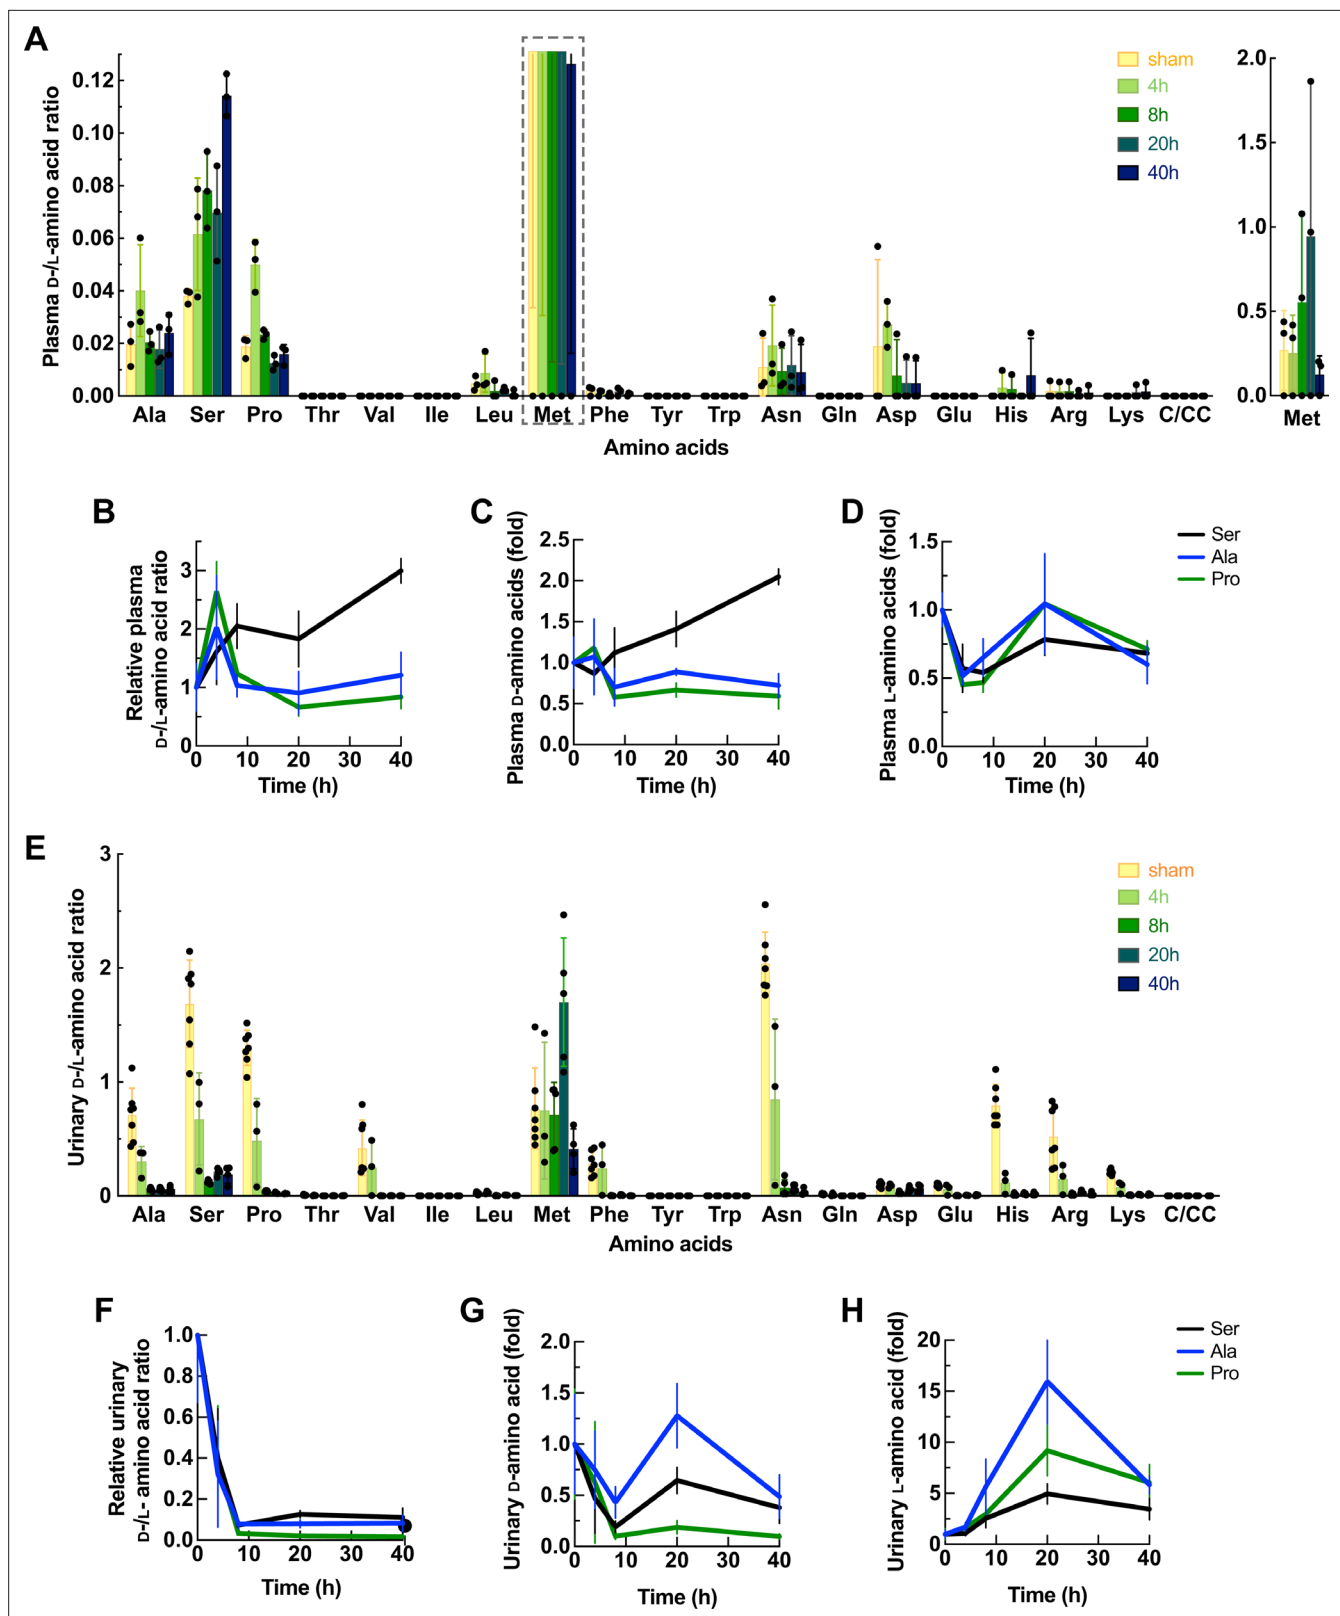 A
Plasma D-/L-amino acid ratio
0.12
0.10
0.08
0.06
0.04
0.02
0.00
Ala Ser Pro Thr Val Ile Leu Met Phe Tyr Trp Asn Gln Asp Glu His Arg Lys C/CC
Amino acids
sham
4h
8h
20h
40h
2.0
1.5
1.0
0.5
0.0
Met
B
Relative plasma
D-/L-amino acid ratio
3
2
1
0
0 10 20 30 40
Time (h)
C
Plasma D-amino acids (fold)
2.5
2.0
1.5
1.0
0.5
0.0
0 10 20 30 40
Time (h)
D
Plasma L-amino acids (fold)
1.5
1.0
0.5
0.0
0 10 20 30 40
Time (h)
Ser
Ala
Pro
E
Urinary D-/L-amino acid ratio
3
2
1
0
Ala Ser Pro Thr Val Ile Leu Met Phe Tyr Trp Asn Gln Asp Glu His Arg Lys C/CC
Amino acids
sham
4h
8h
20h
40h
F
Relative urinary
D-/L- amino acid ratio
1.0
0.8
0.6
0.4
0.2
0.0
0 10 20 30 40
Time (h)
G
Urinary D-amino acid (fold)
2.0
1.5
1.0
0.5
0.0
0 10 20 30 40
Time (h)
H
Urinary L-amino acid (fold)
20
15
10
5
0
0 10 20 30 40
Time (h)
Ser
Ala
Pro